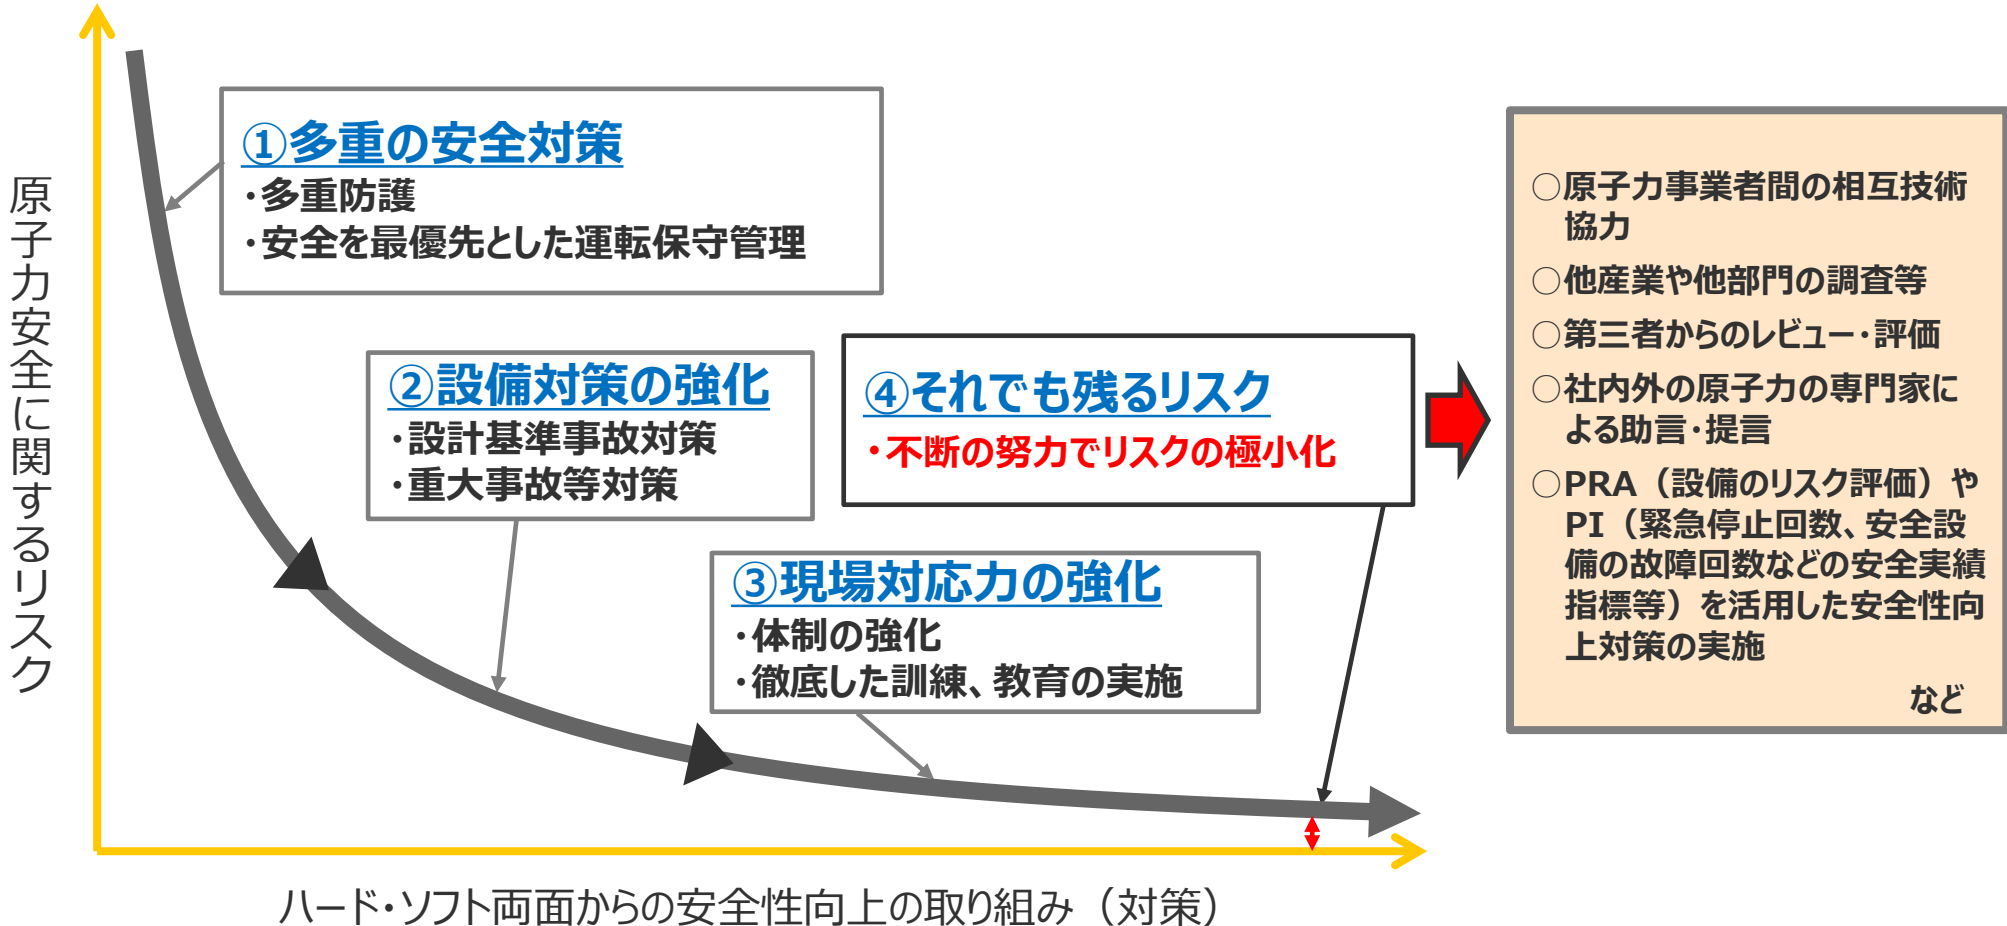 原子力安全に関するリスク
①多重の安全対策
・多重防護
・安全を最優先とした運転保守管理
②設備対策の強化
・設計基準事故対策
・重大事故等対策
③現場対応力の強化
・体制の強化
・徹底した訓練、教育の実施
④それでも残るリスク
・不断の努力でリスクの極小化
○原子力事業者間の相互技術
協力
○他産業や他部門の調査等
○第三者からのレビュー・評価
○社内外の原子力の専門家に
よる助言・提言
○PRA（設備のリスク評価）や
PI（緊急停止回数、安全設
備の故障回数などの安全実績
指標等）を活用した安全性向
上対策の実施
など
ハード・ソフト両面からの安全性向上の取り組み（対策）